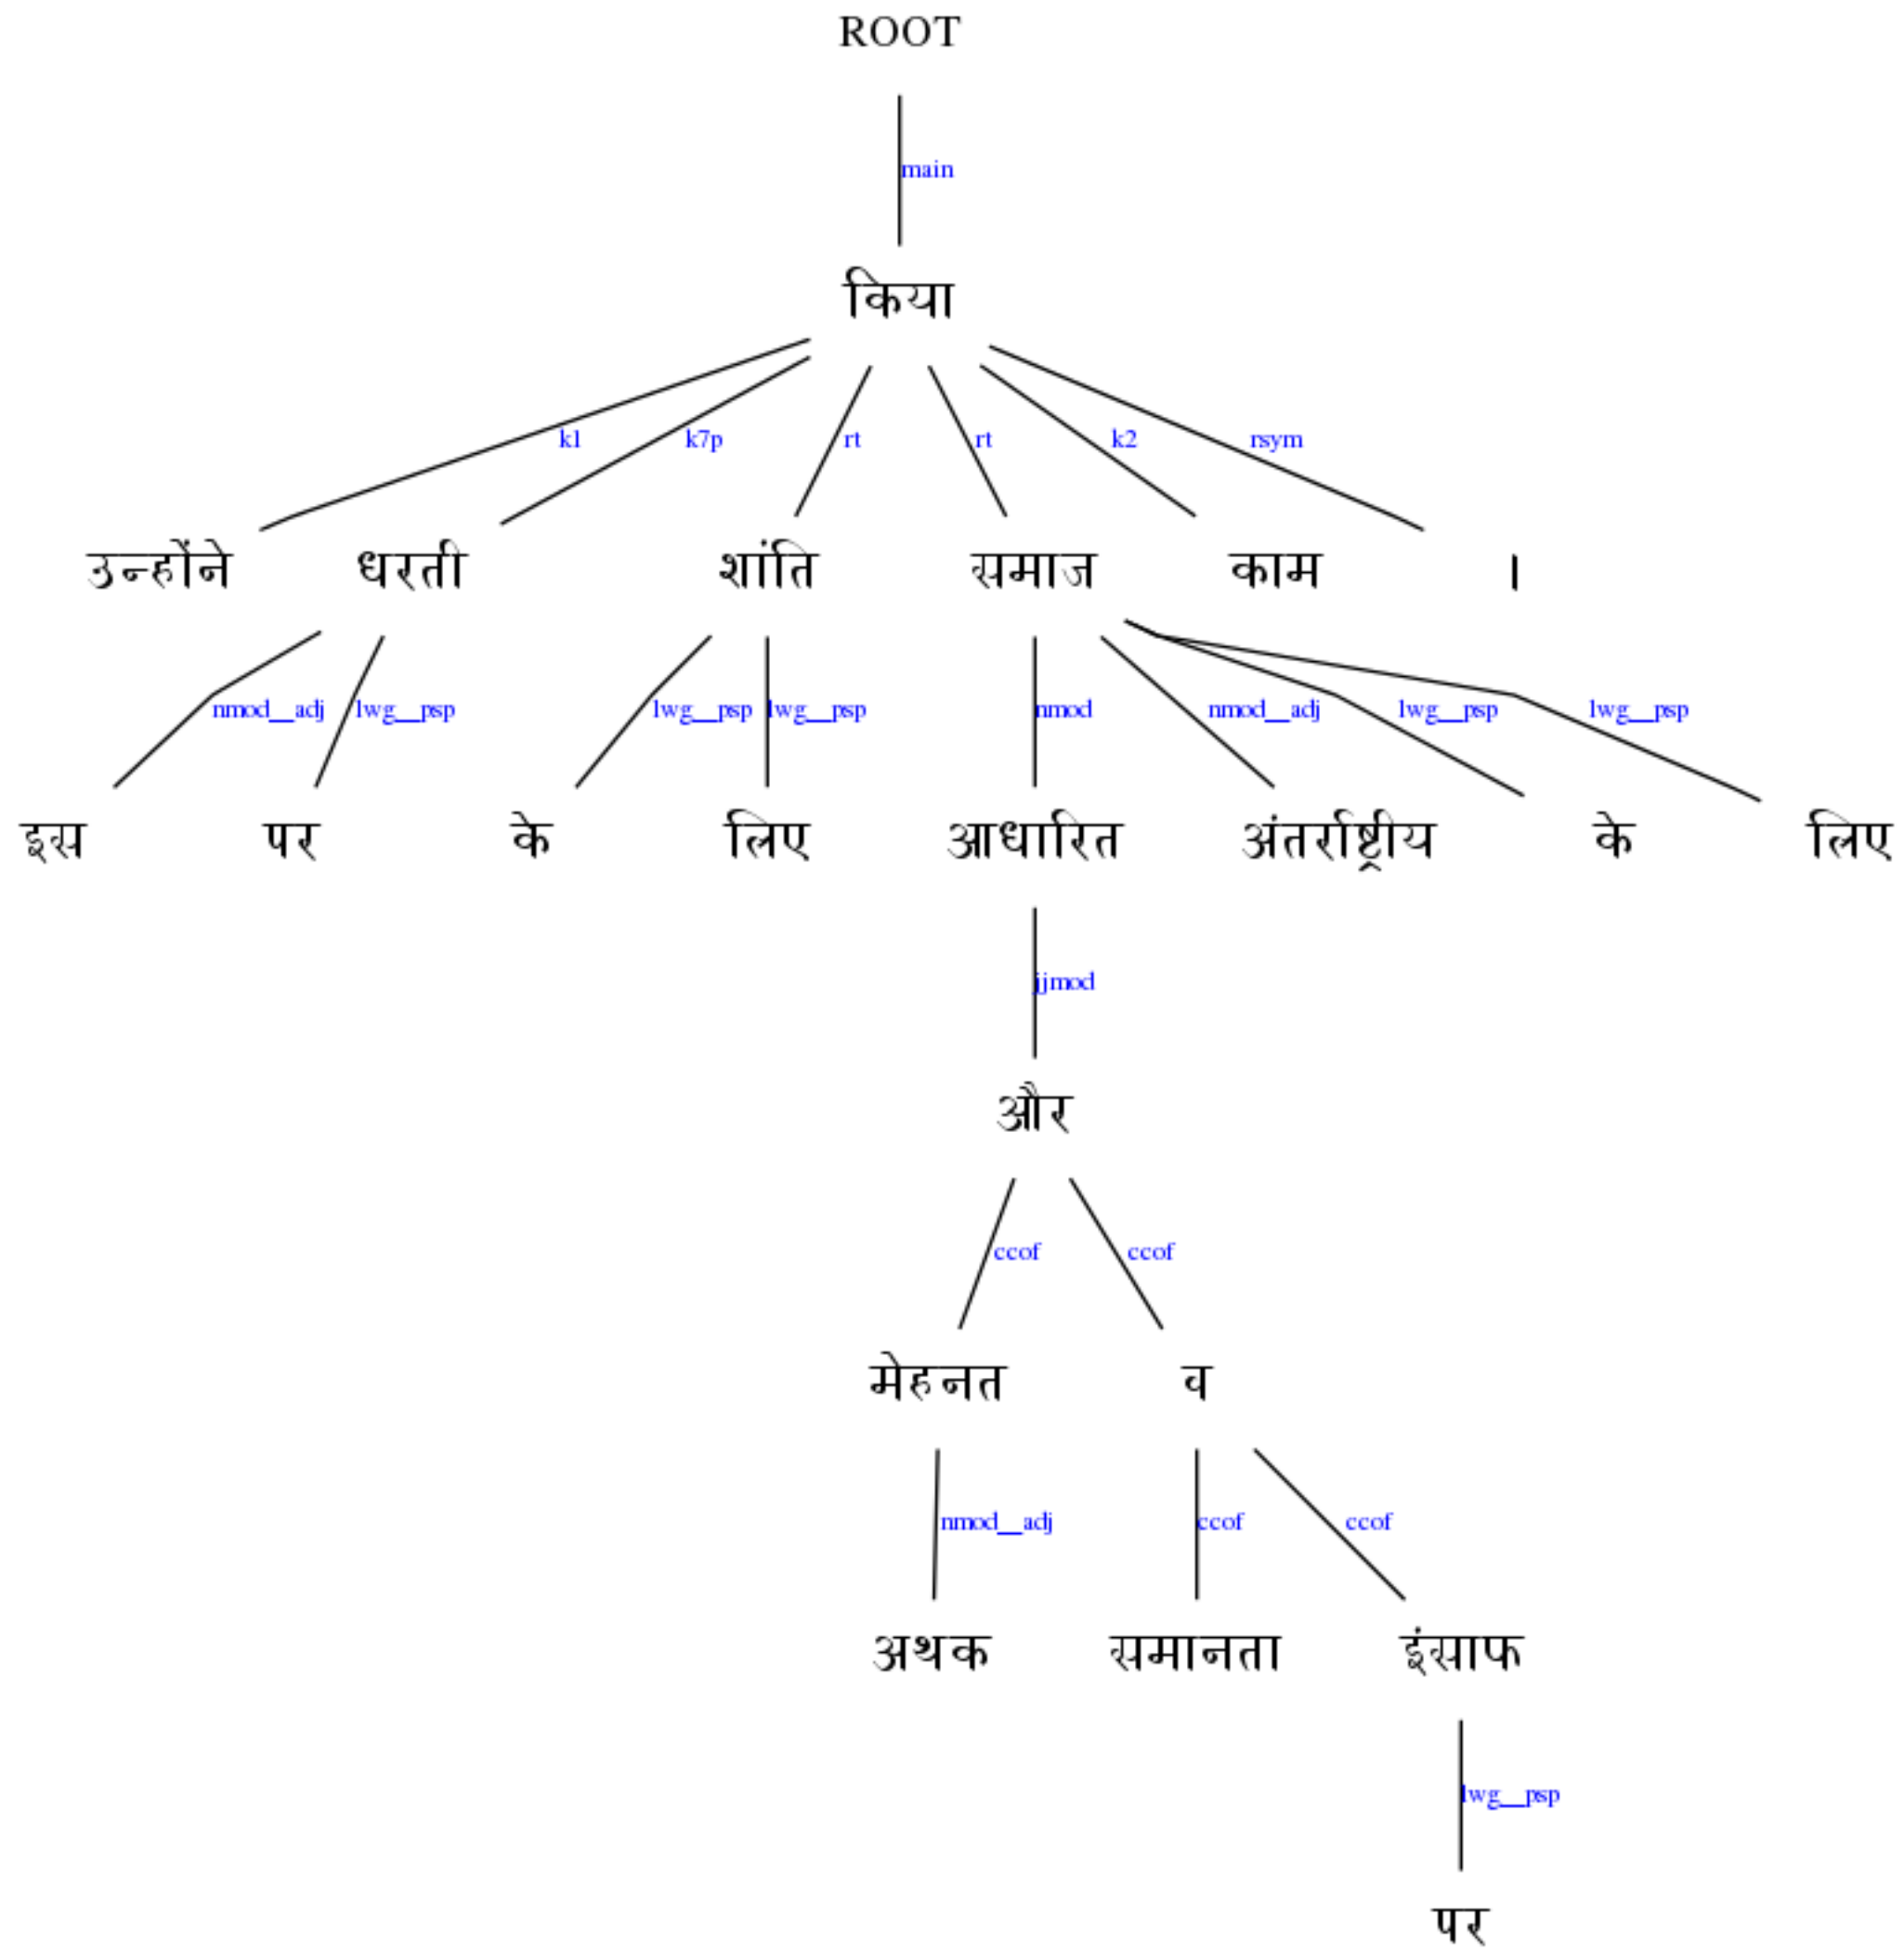 ROOT
main
किया
k1 k7p rt rt k2 rsym
उन्होंने धरती शांति समाज काम ।
nmod__adj lwg__psp lwg__psp lwg__psp nmod nmod__adj lwg__psp lwg__psp
इस पर के लिए आधारित अंतर्राष्ट्रीय के लिए
jjmod
और
ccof ccof
मेहनत व
nmod__adj ccof ccof
अथक समानता इंसाफ
lwg__psp
पर